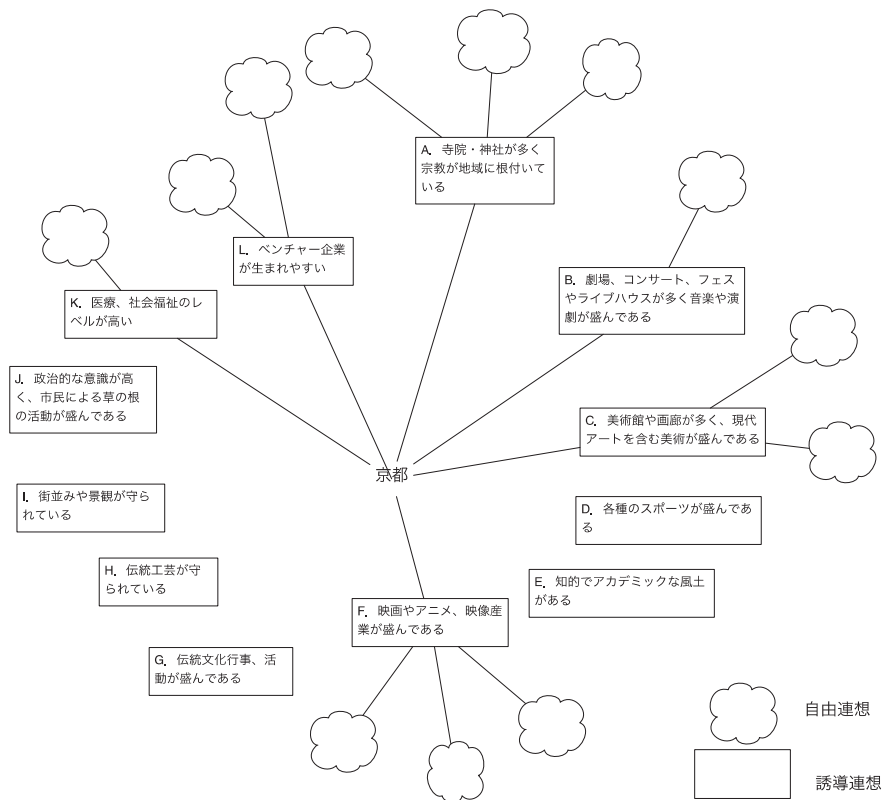 A．寺院・神社が多く
宗教が地域に根付いて
いる
L．ベンチャー企業
が生まれやすい
B．劇場、コンサート、フェス
やライブハウスが多く音楽や演
劇が盛んである
K．医療、社会福祉のレ
ベルが高い
J．政治的な意識が高
く、市民による草の根
の活動が盛んである
C．美術館や画廊が多く、現代
アートを含む美術が盛んである
京都
I．街並みや景観が守ら
れている
D．各種のスポーツが盛んであ
る
H．伝統工芸が守
られている
E．知的でアカデミックな風土
がある
F．映画やアニメ、映像産
業が盛んである
G．伝統文化行事、活
動が盛んである
自由連想
誘導連想